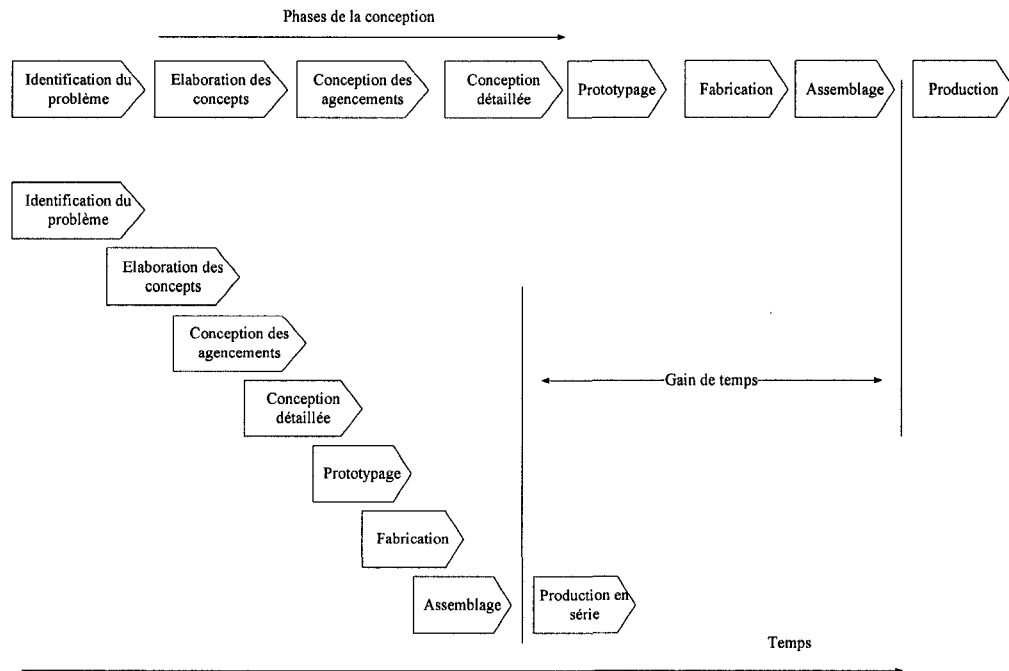 Phases de la conception
Identification du
problème
Elaboration des
concepts
Conception des
agencements
Conception
détaillée
Prototypage
Fabrication
Assemblage
Production
Identification du
problème
Elaboration des
concepts
Conception des
agencements
Gain de temps
Conception
détaillée
Prototypage
Fabrication
Assemblage
Production en
série
Temps